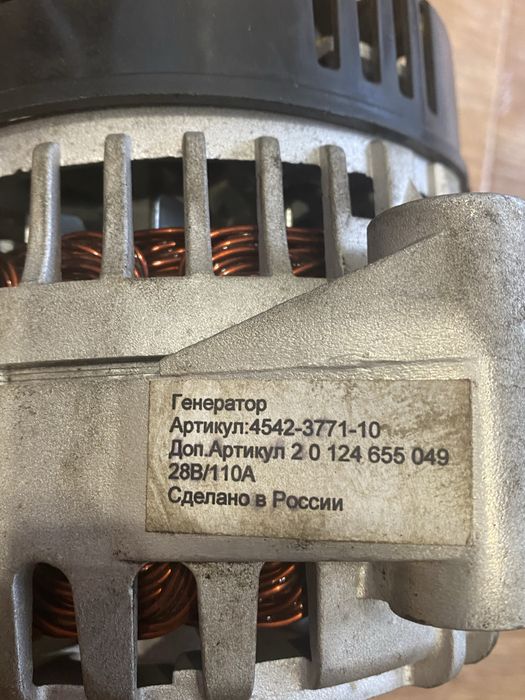 Генератор
Артикул:4542-3771-10
Доп.Артикул 2 0 124 655 049
28В/110А
Сделано в России